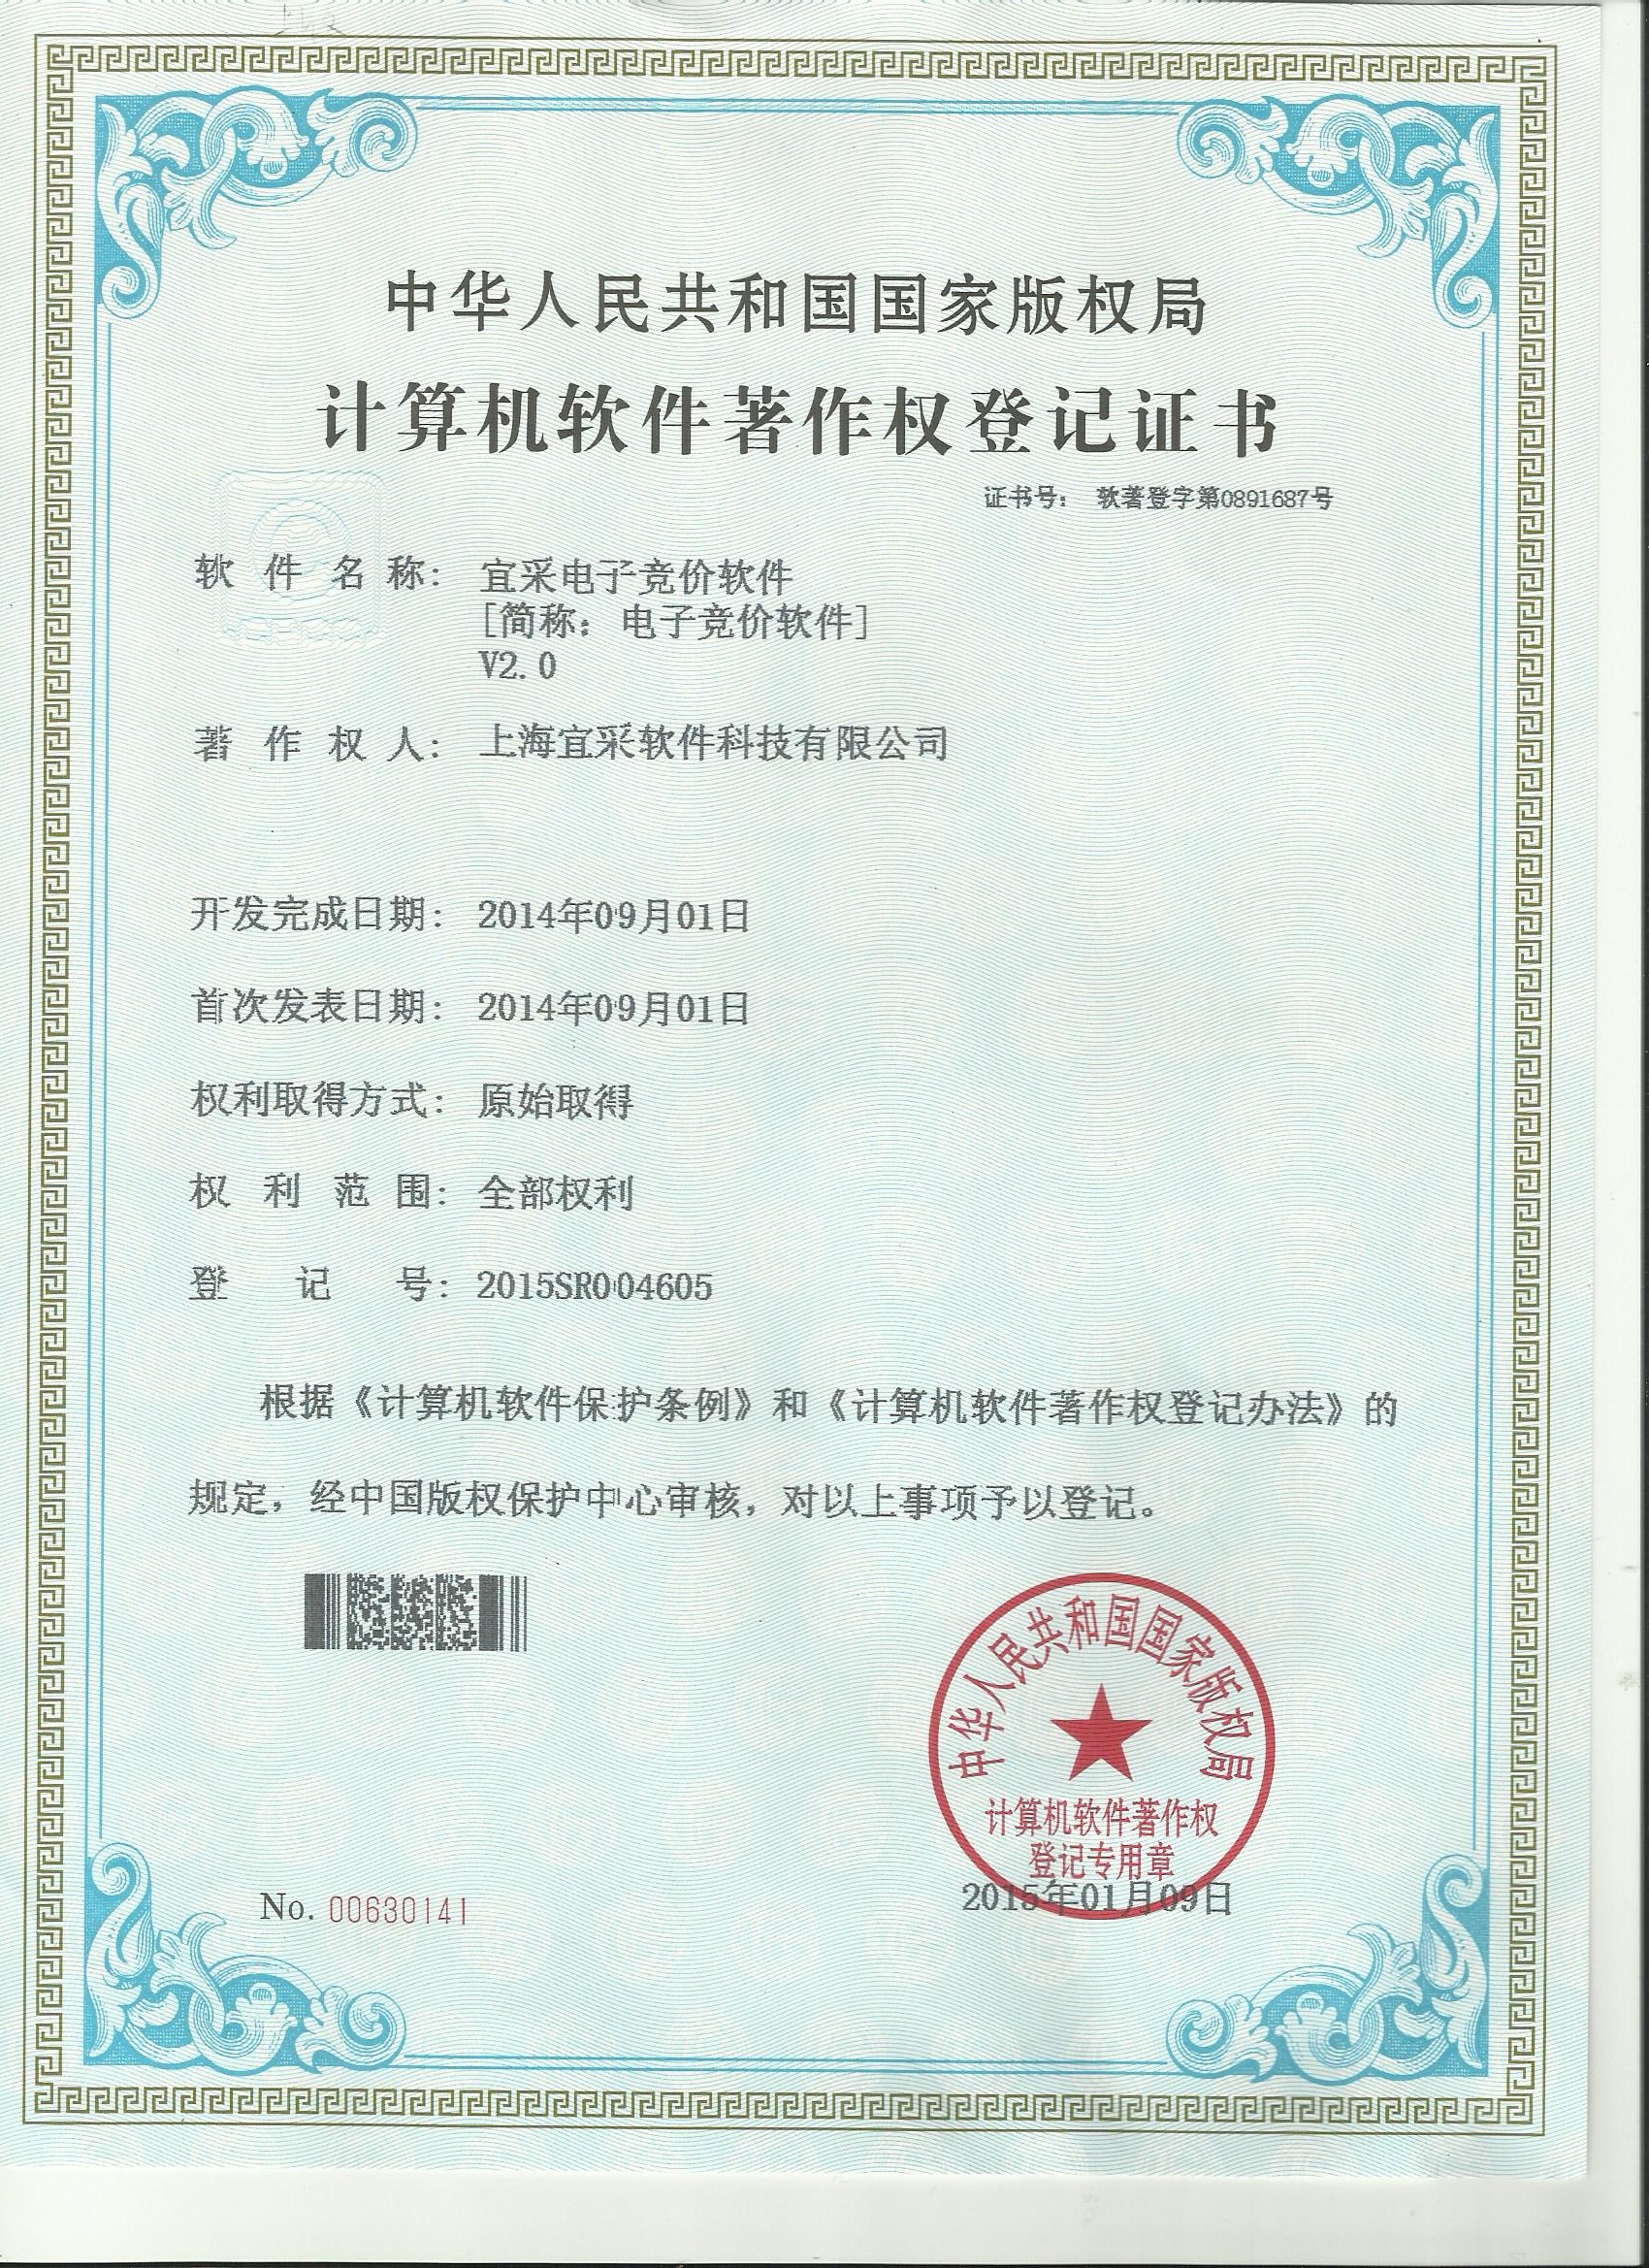 中华人民共和国国家版权局
计算机软件著作权登记证书
证书号： 软著登字第0891687号
软件名称： 宜采电子竞价软件
[简称： 电子竞价软件]
V2.0
著作权人： 上海宜采软件科技有限公司
开发完成日期： 2014年09月01日
首次发表日期： 2014年09月01日
权利取得方式： 原始取得
权利范围： 全部权利
登记号： 2015SR004605
根据《计算机软件保护条例》和《计算机软件著作权登记办法》的
规定，经中国版权保护中心审核，对以上事项予以登记。
中华人民共和国国家版权局
计算机软件著作权
登记专用章
2015年01月09日
No. 00630141